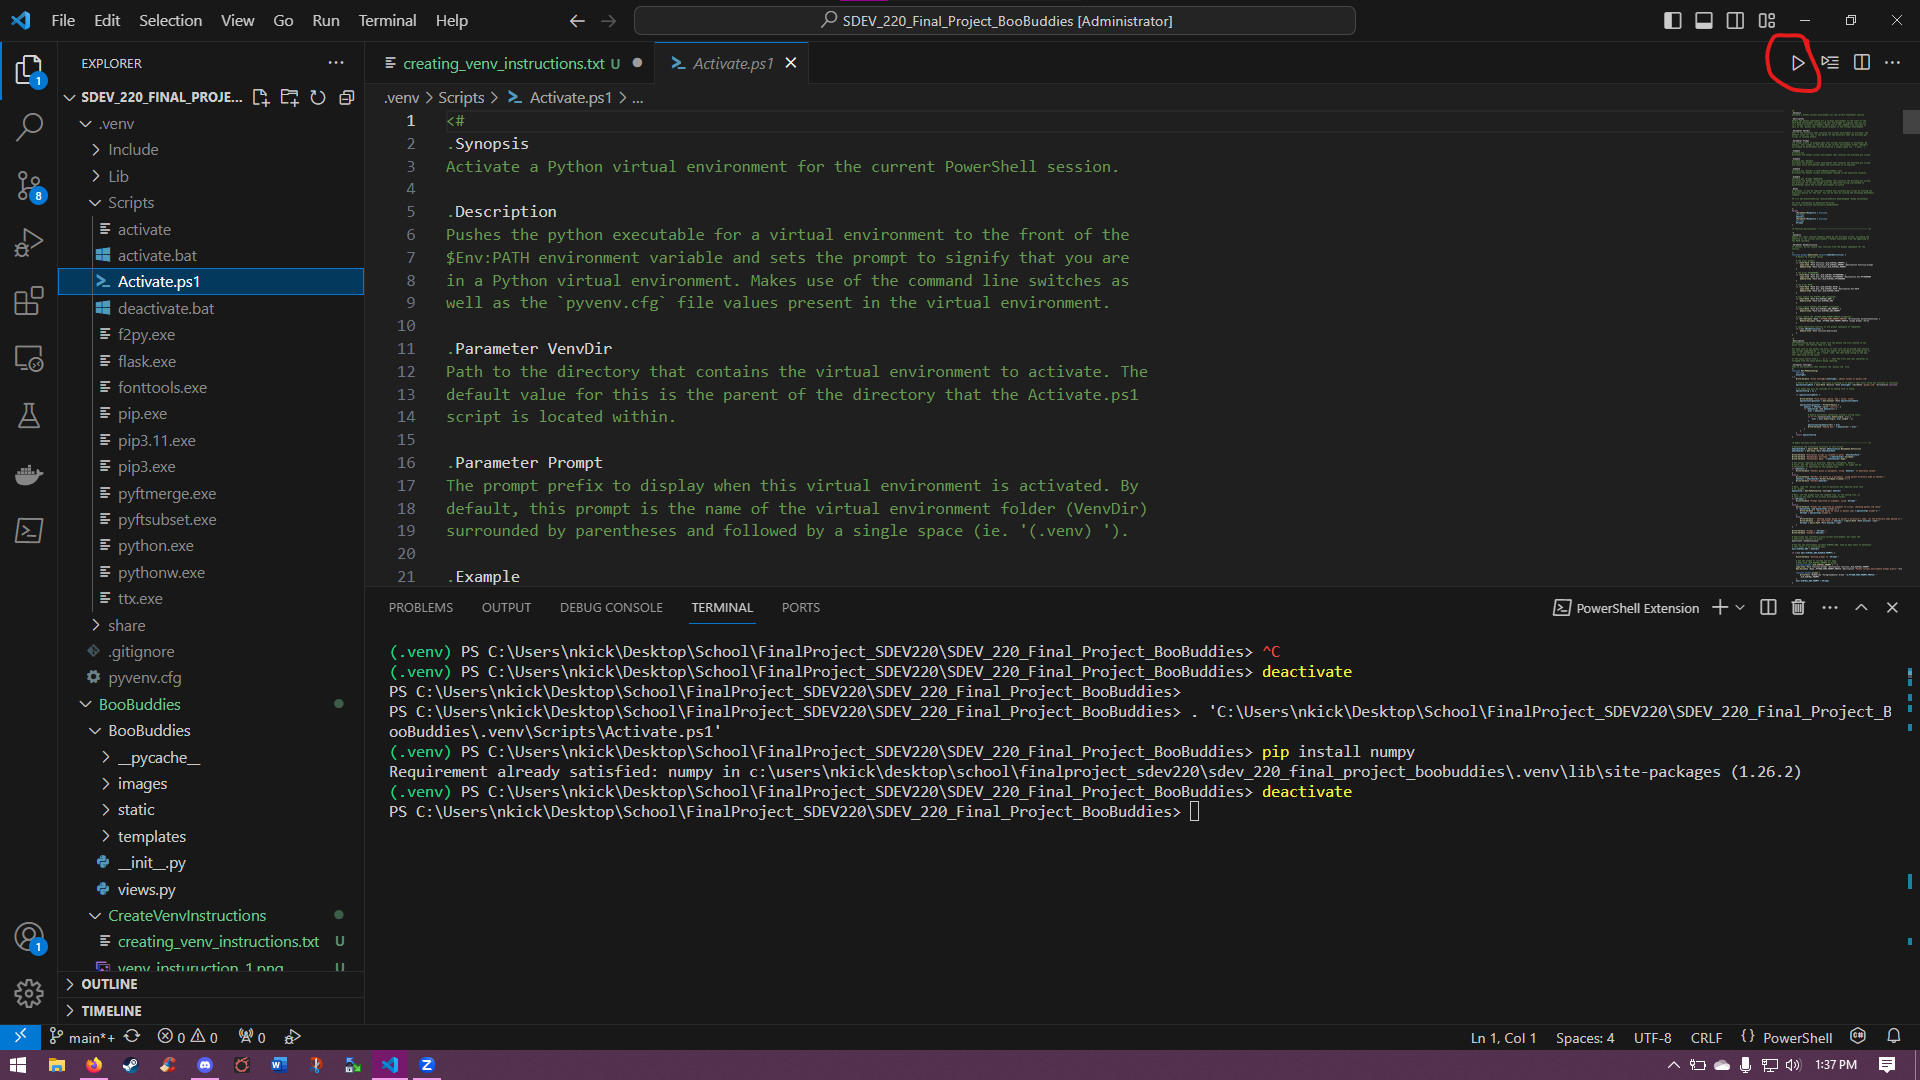 File Edit Selection View Go Run Terminal Help
SDEV_220_Final_Project_BooBuddies [Administrator]
EXPLORER
SDEV_220_FINAL_PROJE...
.venv
Include
Lib
Scripts
activate
activate.bat
Activate.ps1
deactivate.bat
f2py.exe
flask.exe
fonttools.exe
pip.exe
pip3.11.exe
pip3.exe
pyftmerge.exe
pyftsubset.exe
python.exe
pythonw.exe
ttx.exe
share
.gitignore
pyvenv.cfg
BooBuddies
BooBuddies
__pycache__
images
static
templates
__init__.py
views.py
CreateVenvInstructions
creating_venv_instructions.txt U
venv_insturuction_1.png U
OUTLINE
TIMELINE
1
8
1
creating_venv_instructions.txt U
Activate.ps1
.venv > Scripts > Activate.ps1 > ...
1 <#
2 .Synopsis
3 Activate a Python virtual environment for the current PowerShell session.
4
5 .Description
6 Pushes the python executable for a virtual environment to the front of the
7 $Env:PATH environment variable and sets the prompt to signify that you are
8 in a Python virtual environment. Makes use of the command line switches as
9 well as the `pyvenv.cfg` file values present in the virtual environment.
10
11 .Parameter VenvDir
12 Path to the directory that contains the virtual environment to activate. The
13 default value for this is the parent of the directory that the Activate.ps1
14 script is located within.
15
16 .Parameter Prompt
17 The prompt prefix to display when this virtual environment is activated. By
18 default, this prompt is the name of the virtual environment folder (VenvDir)
19 surrounded by parentheses and followed by a single space (ie. '(.venv) ').
20
21 .Example
PROBLEMS OUTPUT DEBUG CONSOLE TERMINAL PORTS
PowerShell Extension
(.venv) PS C:\Users\nkick\Desktop\School\FinalProject_SDEV220\SDEV_220_Final_Project_BooBuddies> ^C
(.venv) PS C:\Users\nkick\Desktop\School\FinalProject_SDEV220\SDEV_220_Final_Project_BooBuddies> deactivate
PS C:\Users\nkick\Desktop\School\FinalProject_SDEV220\SDEV_220_Final_Project_BooBuddies>
PS C:\Users\nkick\Desktop\School\FinalProject_SDEV220\SDEV_220_Final_Project_BooBuddies> . 'C:\Users\nkick\Desktop\School\FinalProject_SDEV220\SDEV_220_Final_Project_B
ooBuddies\.venv\Scripts\Activate.ps1'
(.venv) PS C:\Users\nkick\Desktop\School\FinalProject_SDEV220\SDEV_220_Final_Project_BooBuddies> pip install numpy
Requirement already satisfied: numpy in c:\users\nkick\desktop\school\finalproject_sdev220\sdev_220_final_project_boobuddies\.venv\lib\site-packages (1.26.2)
(.venv) PS C:\Users\nkick\Desktop\School\FinalProject_SDEV220\SDEV_220_Final_Project_BooBuddies> deactivate
PS C:\Users\nkick\Desktop\School\FinalProject_SDEV220\SDEV_220_Final_Project_BooBuddies>
main*+ 0 0 0
Ln 1, Col 1 Spaces: 4 UTF-8 CRLF {} PowerShell
1:37 PM